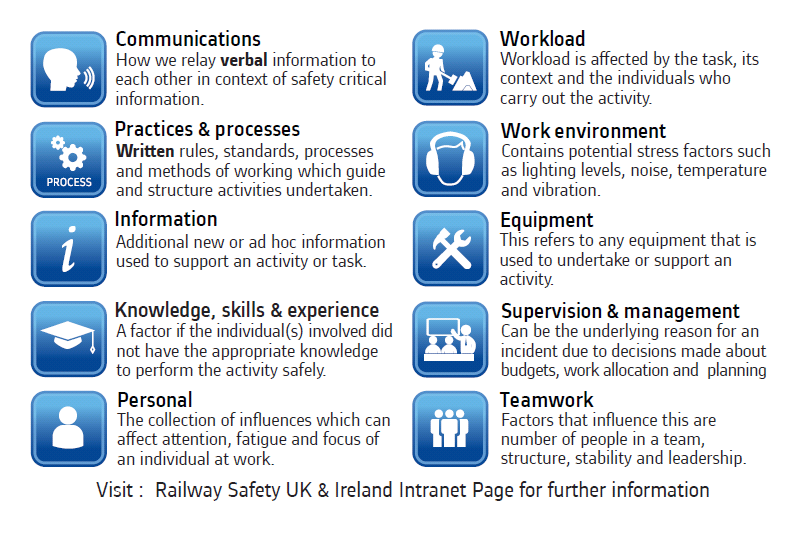 Communications
How we relay verbal information to
each other in context of safety critical
information.
PROCESS
Practices & processes
Written rules, standards, processes
and methods of working which guide
and structure activities undertaken.
i
Information
Additional new or ad hoc information
used to support an activity or task.
Knowledge, skills & experience
A factor if the individual(s) involved did
not have the appropriate knowledge
to perform the activity safely.
Personal
The collection of influences which can
affect attention, fatigue and focus of
an individual at work.
Workload
Workload is affected by the task, its
context and the individuals who
carry out the activity.
Work environment
Contains potential stress factors such
as lighting levels, noise, temperature
and vibration.
Equipment
This refers to any equipment that is
used to undertake or support an
activity.
Supervision & management
Can be the underlying reason for an
incident due to decisions made about
budgets, work allocation and  planning
Teamwork
Factors that influence this are
number of people in a team,
structure, stability and leadership.
Visit :  Railway Safety UK & Ireland Intranet Page for further information